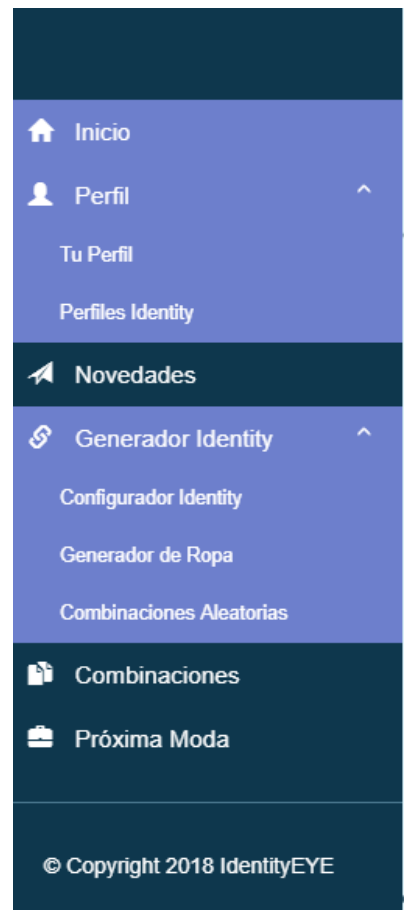 Inicio
Perfil
Tu Perfil
Perfiles Identity
Novedades
Generador Identity
Configurador Identity
Generador de Ropa
Combinaciones Aleatorias
Combinaciones
Próxima Moda
© Copyright 2018 IdentityEYE